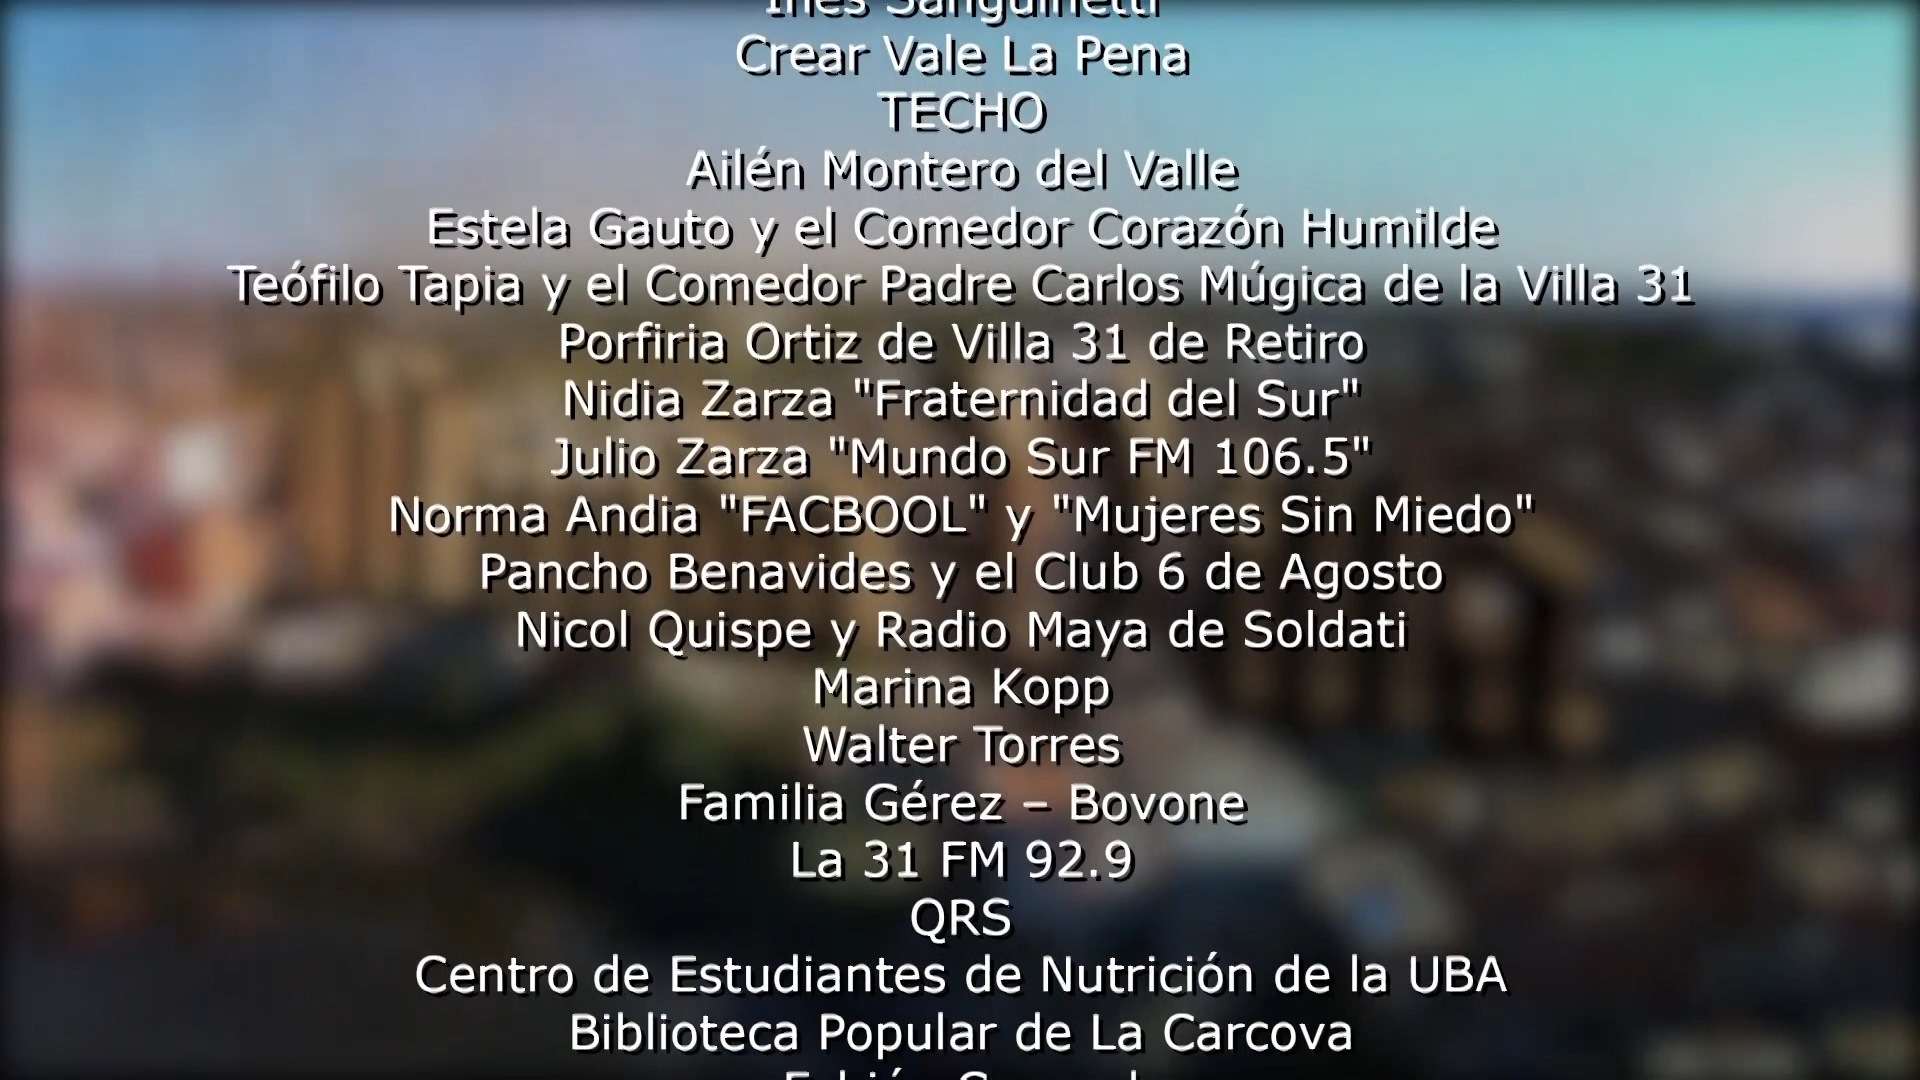 Inés Sanguinetti
Crear Vale La Pena
TECHO
Ailén Montero del Valle
Estela Gauto y el Comedor Corazón Humilde
Teófilo Tapia y el Comedor Padre Carlos Múgica de la Villa 31
Porfiria Ortiz de Villa 31 de Retiro
Nidia Zarza "Fraternidad del Sur"
Julio Zarza "Mundo Sur FM 106.5"
Norma Andia "FACBOOL" y "Mujeres Sin Miedo"
Pancho Benavides y el Club 6 de Agosto
Nicol Quispe y Radio Maya de Soldati
Marina Kopp
Walter Torres
Familia Gérez – Bovone
La 31 FM 92.9
QRS
Centro de Estudiantes de Nutrición de la UBA
Biblioteca Popular de La Carcova